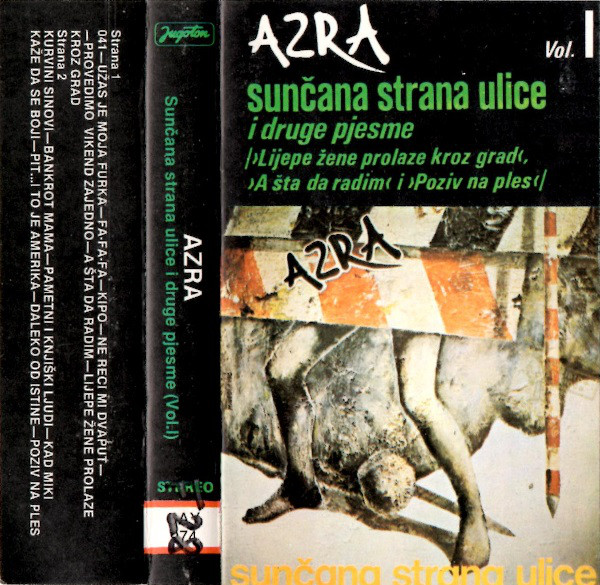 Strana 1
041—UŽAS JE MOJA FURKA—FA-FA-FA—KIPO—NE RECI MI DVAPUT—
—PROVEDIMO VIKEND ZAJEDNO—A ŠTA DA RADIM—LIJEPE ŽENE PROLAZE
KROZ GRAD
Strana 2
KURVINI SINOVI—BANKROT MAMA—PAMETNI I KNJIŠKI LJUDI—KAD MIKI
KAŽE DA SE BOJI—PIT...I TO JE AMERIKA—DALEKO OD ISTINE—POZIV NA PLES
Jugoton
AZRA
Sunčana strana ulice i druge pjesme (Vol.I)
STEREO
AZRA
Vol. I
sunčana strana ulice
i druge pjesme
/›Lijepe žene prolaze kroz grad‹,
›A šta da radim‹ i ›Poziv na ples‹/
AZRA
sunčana strana ulice